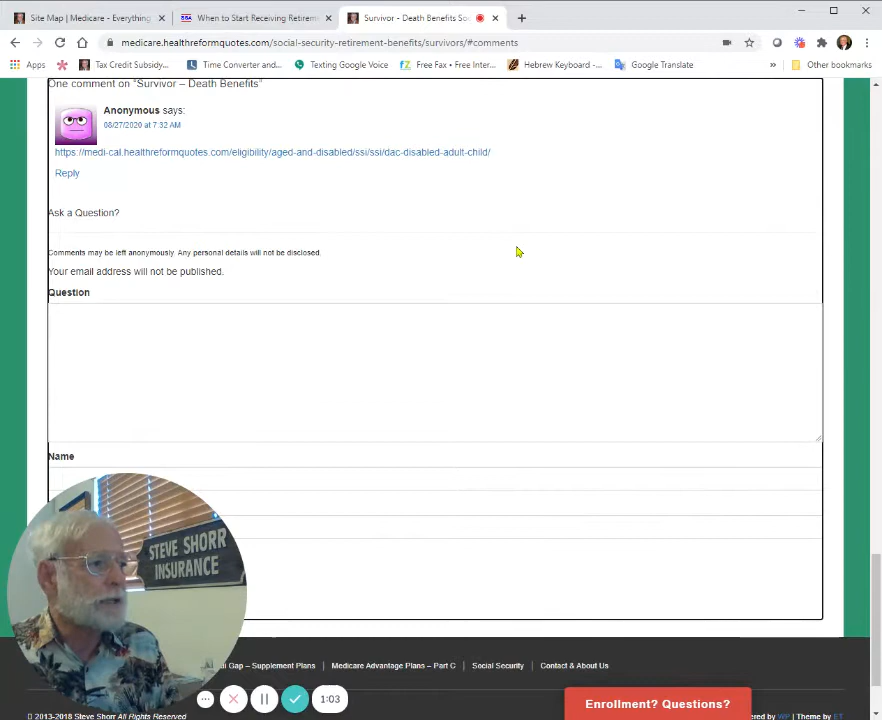 Site Map | Medicare - Everything
When to Start Receiving Retirem
Survivor - Death Benefits Soc
medicare.healthreformquotes.com/social-security-retirement-benefits/survivors/#comments
Apps
Tax Credit Subsidy...
Time Converter and...
Texting Google Voice
Free Fax • Free Inter...
Hebrew Keyboard -...
Google Translate
»
Other bookmarks
One comment on "Survivor – Death Benefits"
Anonymous says:
08/27/2020 at 7:32 AM
https://medi-cal.healthreformquotes.com/eligibility/aged-and-disabled/ssi/ssi/dac-disabled-adult-child/
Reply
Ask a Question?
Comments may be left anonymously. Any personal details will not be disclosed.
Your email address will not be published.
Question
Name
STEVE SHORR
INSURANCE
Gap – Supplement Plans
Medicare Advantage Plans – Part C
Social Security
Contact & About Us
1:03
Enrollment? Questions?
© 2013-2018 Steve Shorr All Rights Reserved
by WP | Theme by ET